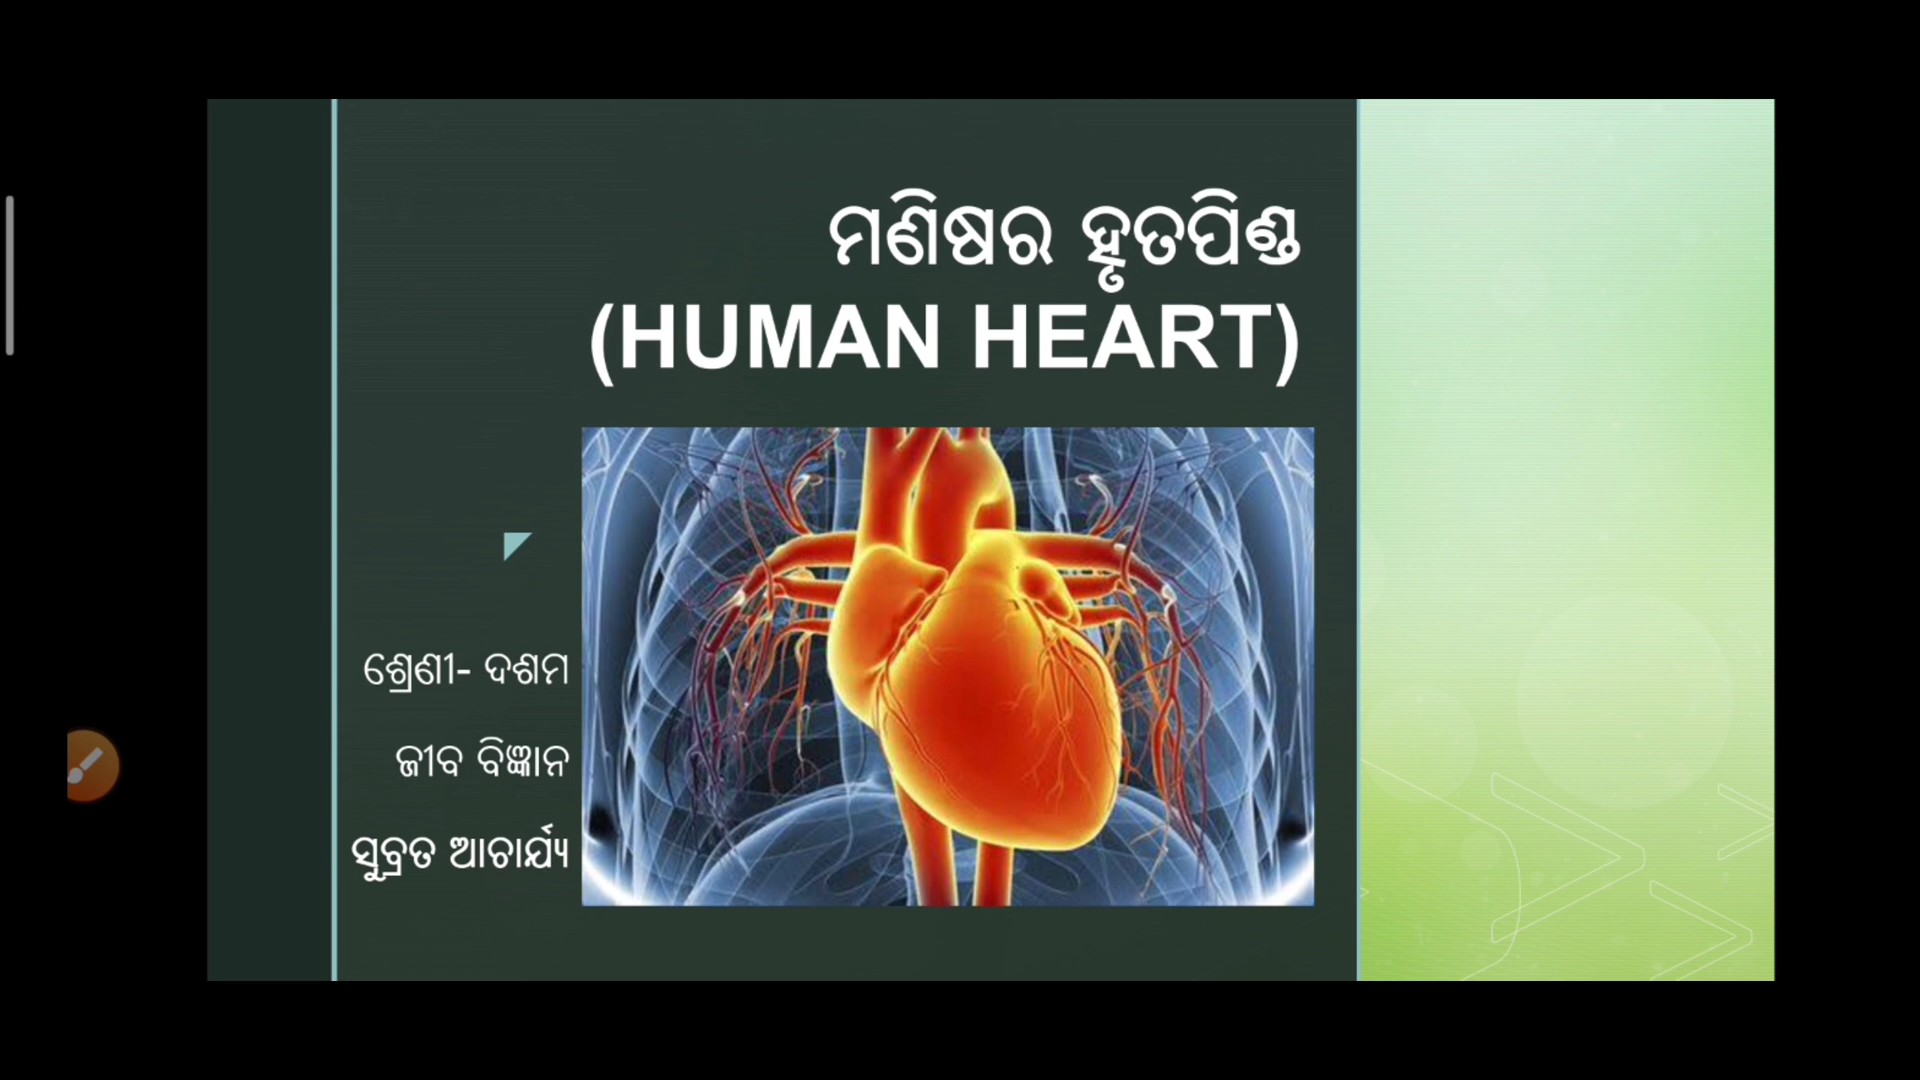 ମଣିଷର ହୃତପିଣ୍ଡ
(HUMAN HEART)
ଶ୍ରେଣୀ- ଦଶମ
ଜୀବ ବିଜ୍ଞାନ
ସୁବ୍ରତ ଆଚାର୍ଯ୍ୟ